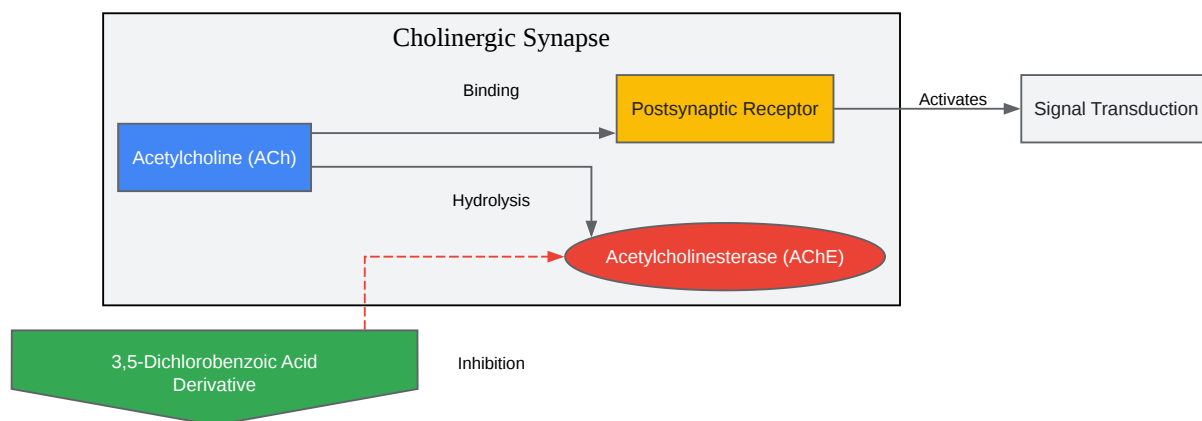 Cholinergic Synapse
Binding
Postsynaptic Receptor
Activates
Signal Transduction
Acetylcholine (ACh)
Hydrolysis
Acetylcholinesterase (AChE)
3,5-Dichlorobenzoic Acid
Derivative
Inhibition